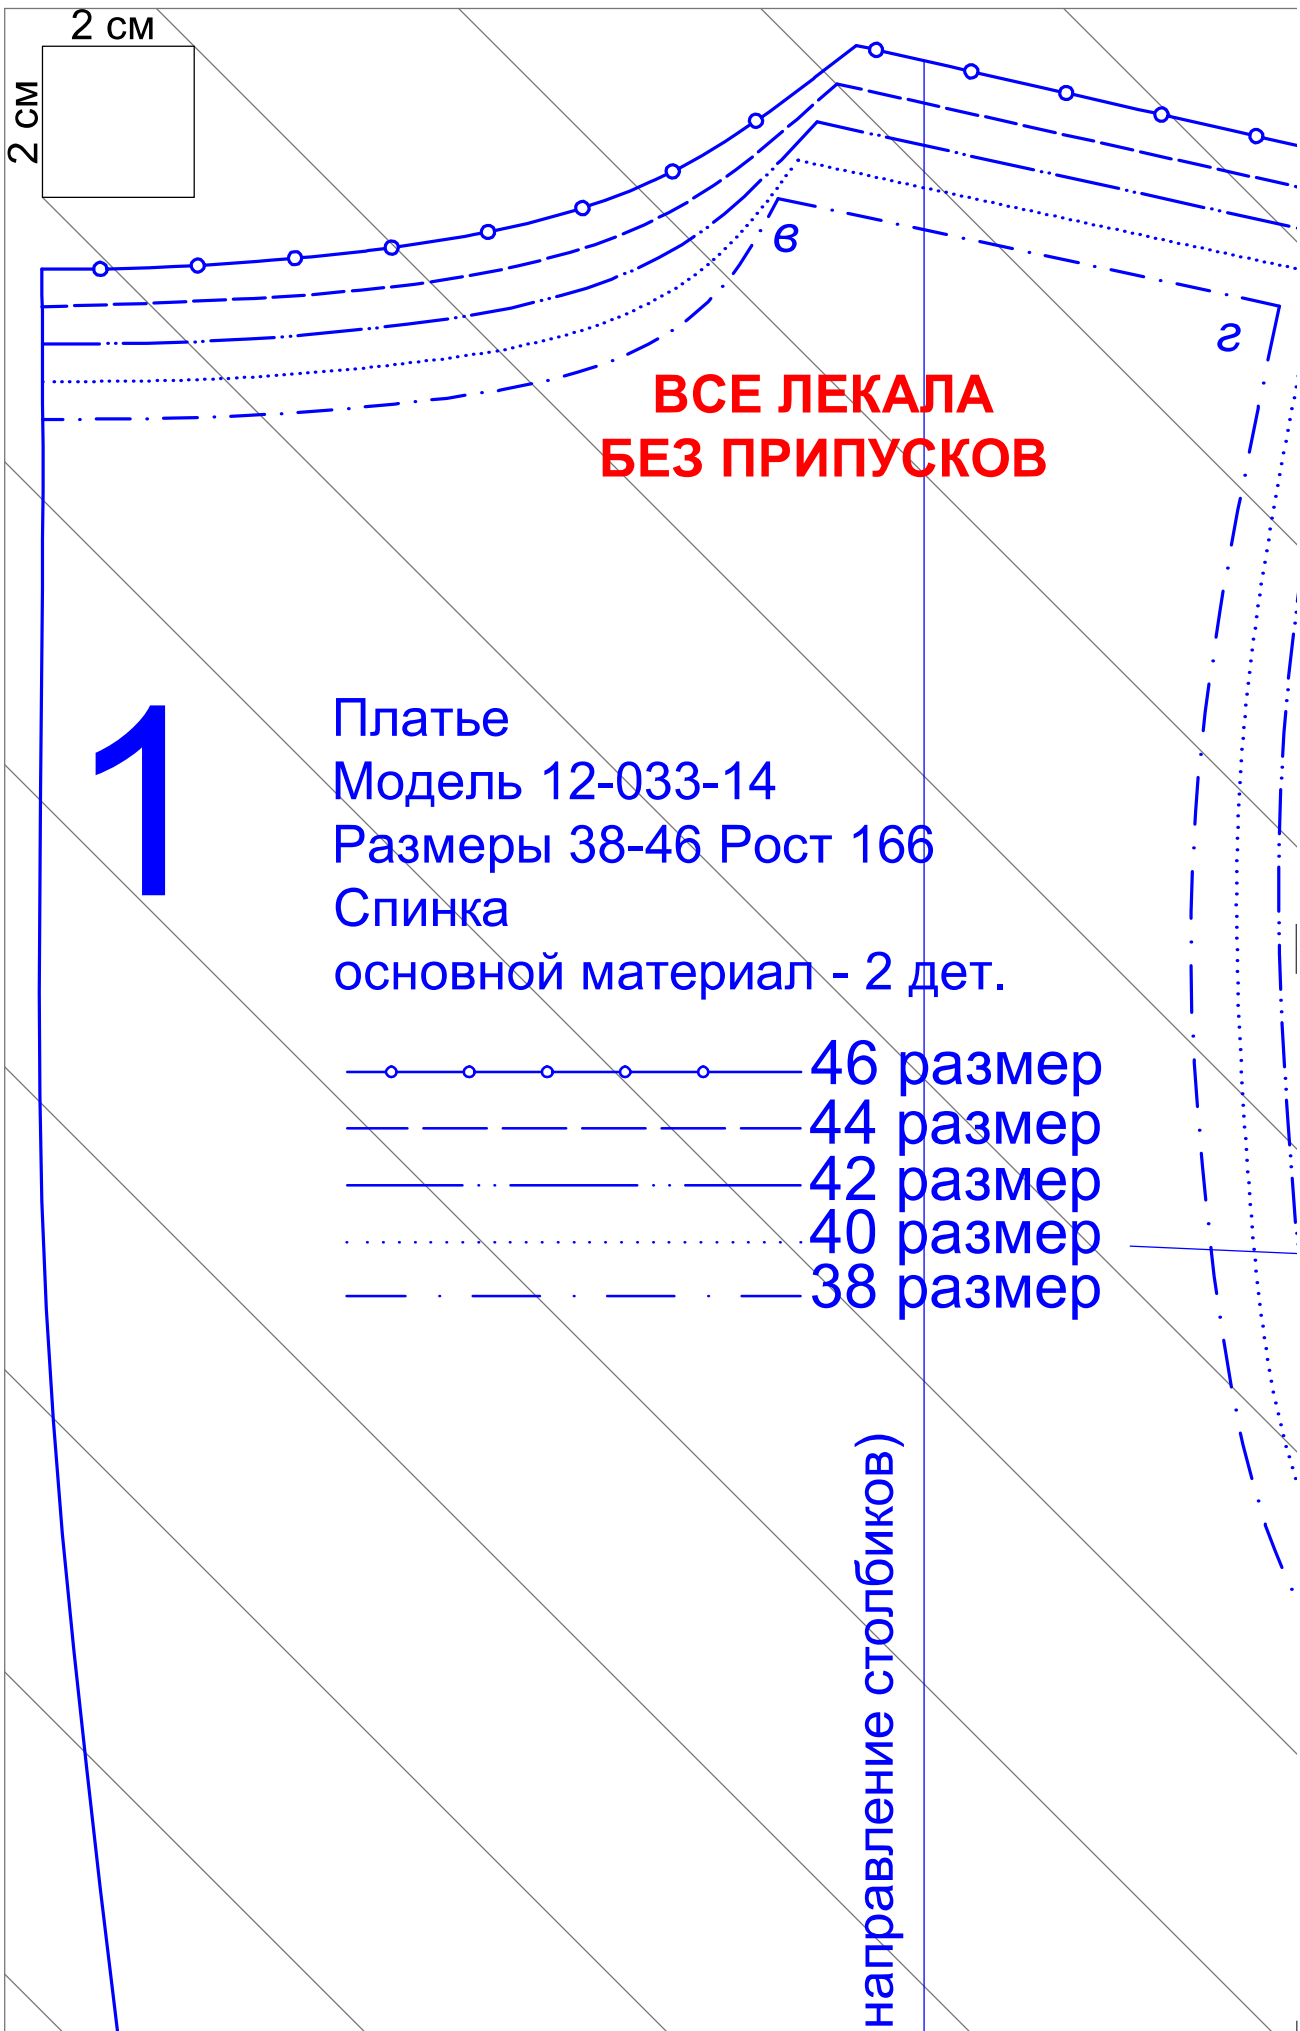 2 см
2 см
в
г
ВСЕ ЛЕКАЛА
БЕЗ ПРИПУСКОВ
1
Платье
Модель 12-033-14
Размеры 38-46 Рост 166
Спинка
основной материал - 2 дет.
46 размер
44 размер
42 размер
40 размер
38 размер
направление столбиков)